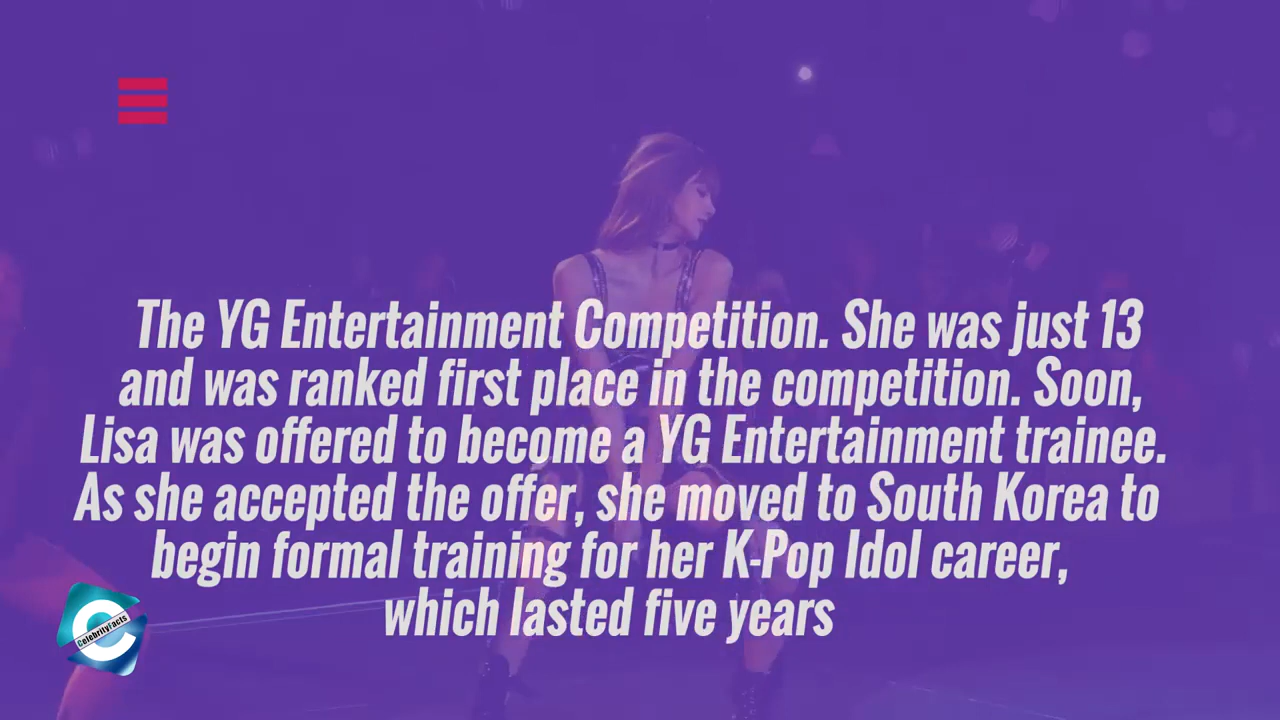 The YG Entertainment Competition. She was just 13
and was ranked first place in the competition. Soon,
Lisa was offered to become a YG Entertainment trainee.
As she accepted the offer, she moved to South Korea to
begin formal training for her K-Pop Idol career,
which lasted five years
CelebrityFacts